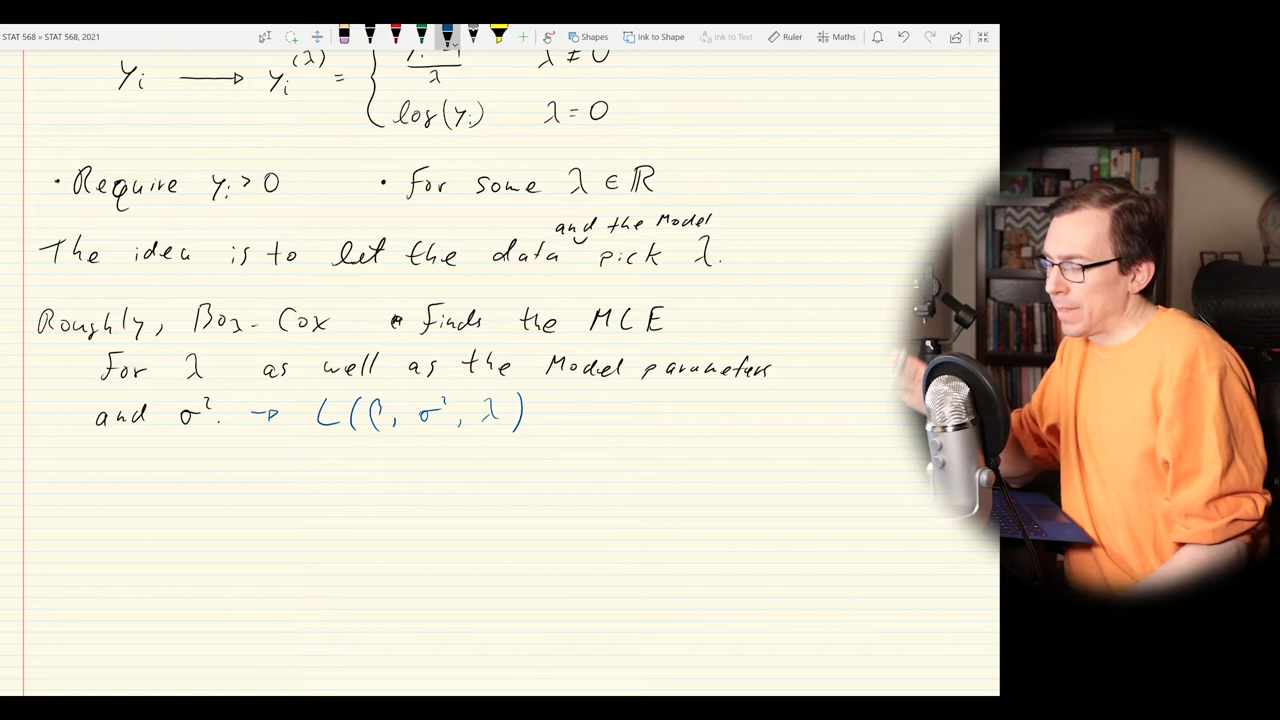 STAT 568 » STAT 568, 2021
Shapes Ink to Shape Ink to Text Ruler Maths
yi → yi^(λ) = { λ λ ≠ 0
log(yi) λ = 0
· Require yi > 0 · For some λ ∈ ℝ
and the Model
The idea is to let the data pick λ.
Roughly, Box-Cox · Finds the MLE
For λ as well as the Model parameters
and σ². → L(β, σ², λ)